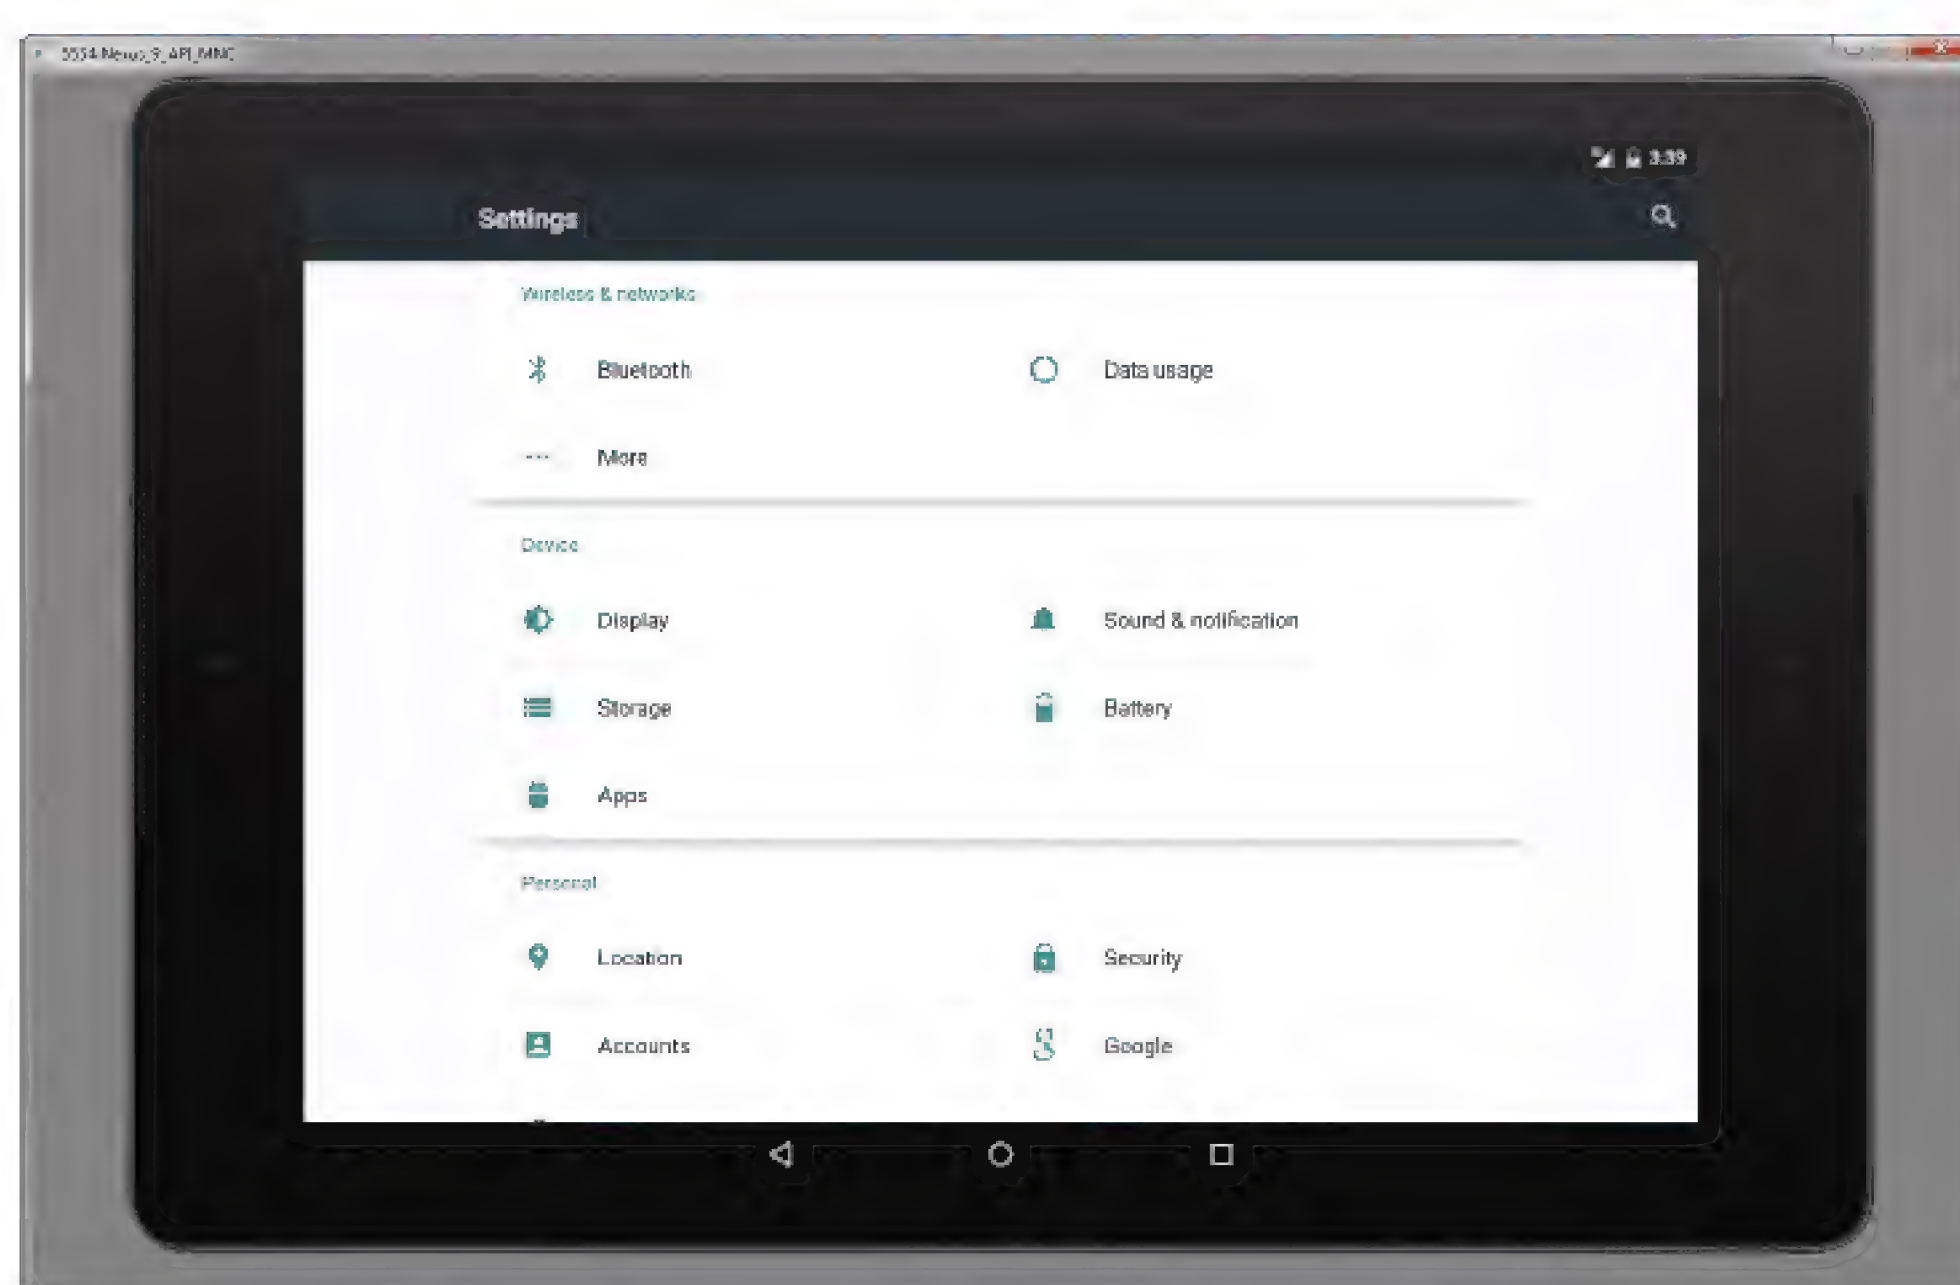 5554:Nexus_9_API_MNC
3:39
Settings
Wireless & networks
Bluetooth
Data usage
More
Device
Display
Sound & notification
Storage
Battery
Apps
Personal
Location
Security
Accounts
Google